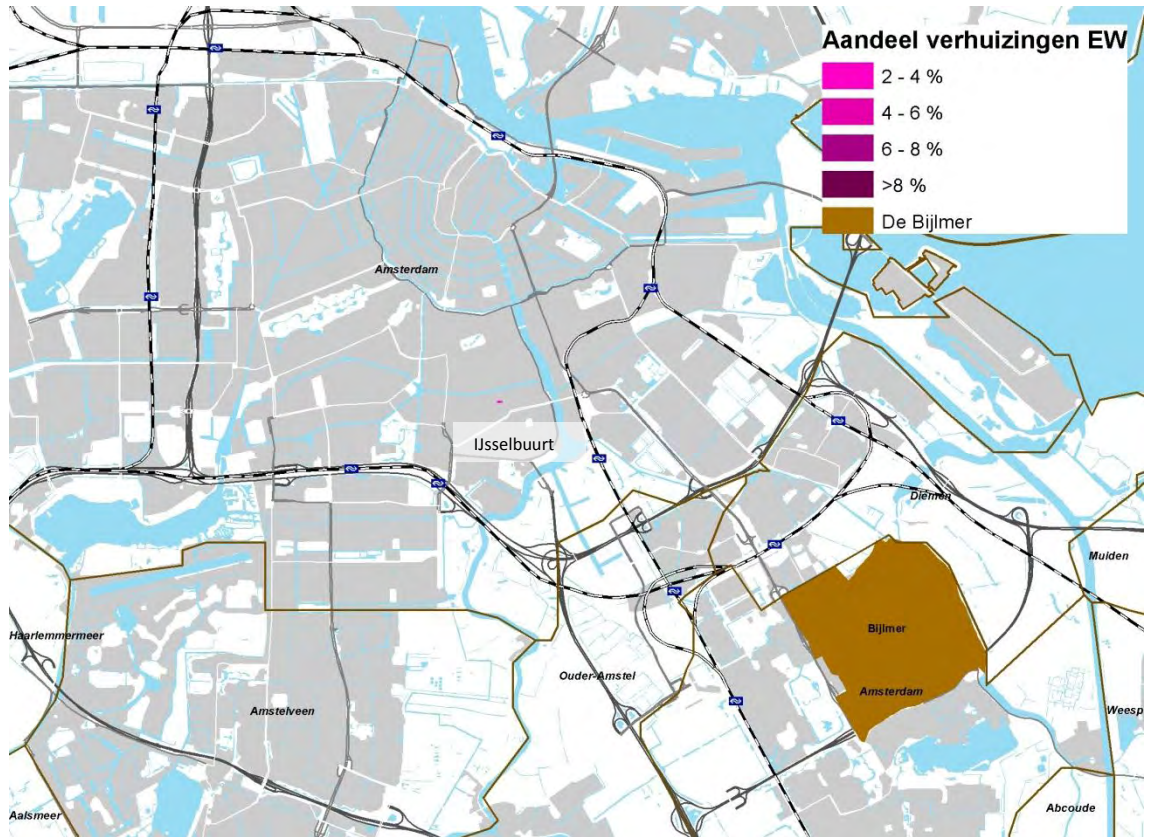 Aandeel verhuizingen EW
2 - 4 %
4 - 6 %
6 - 8 %
>8 %
De Bijlmer
Amsterdam
IJsselbuurt
Diemen
Muiden
Bijlmer
Haarlemmermeer
Ouder-Amstel
Amsterdam
Amstelveen
Weesp
Aalsmeer
Abcoude